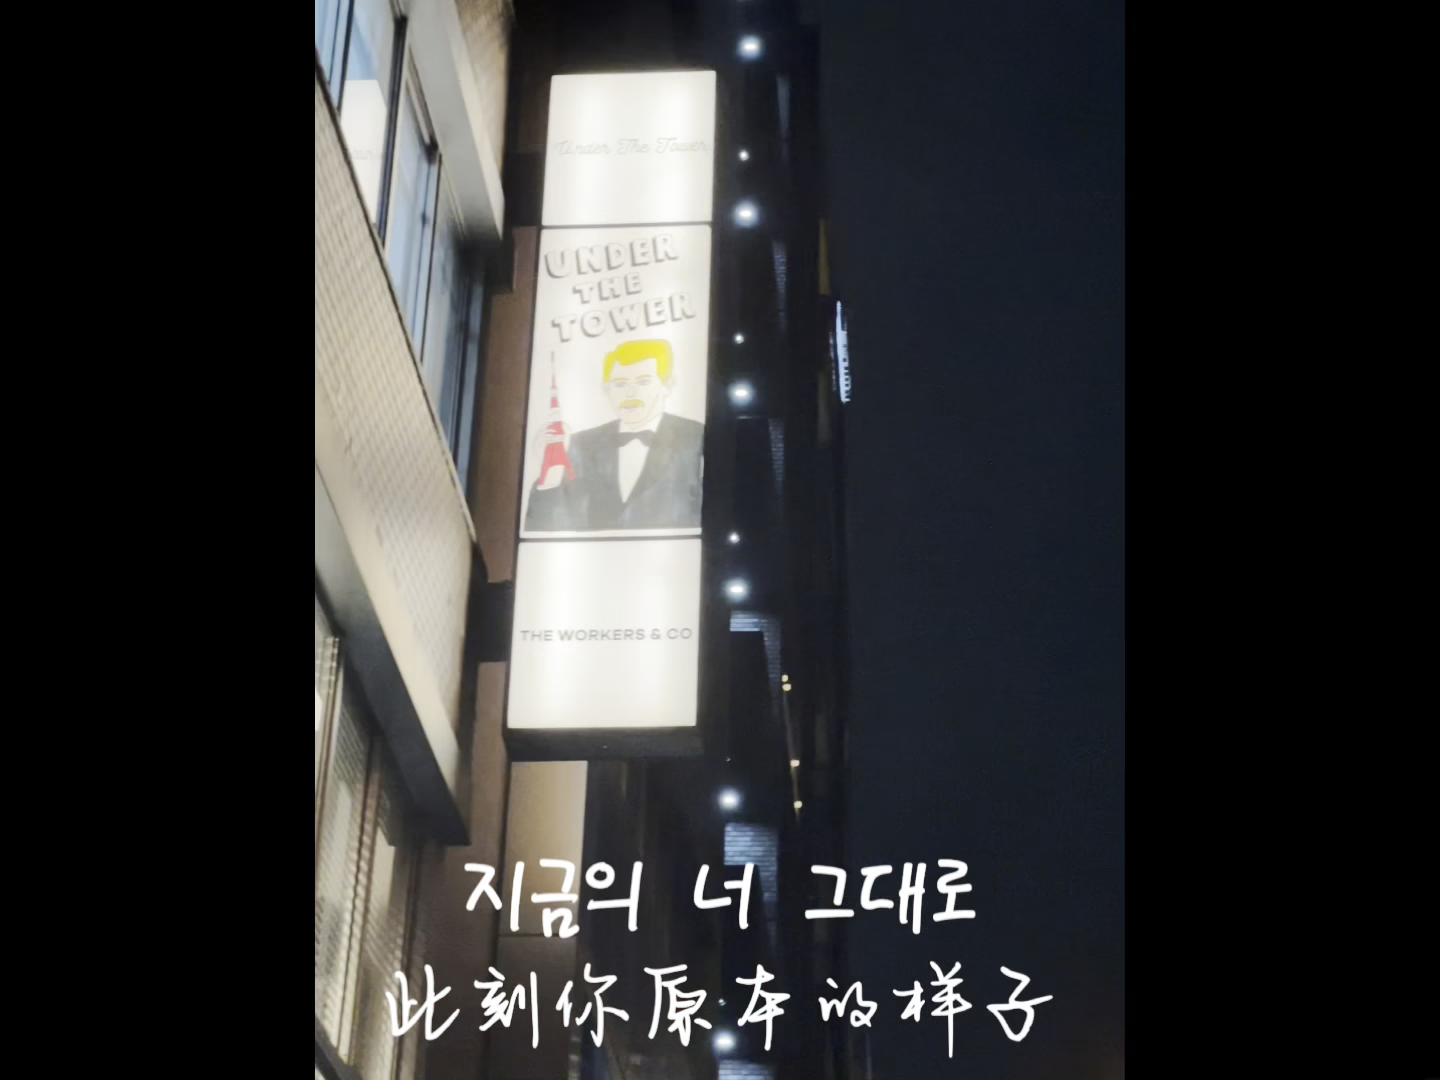 Under The Tower
UNDER
THE
TOWER
THE WORKERS & CO
지금의 너 그대로
此刻你原本的样子